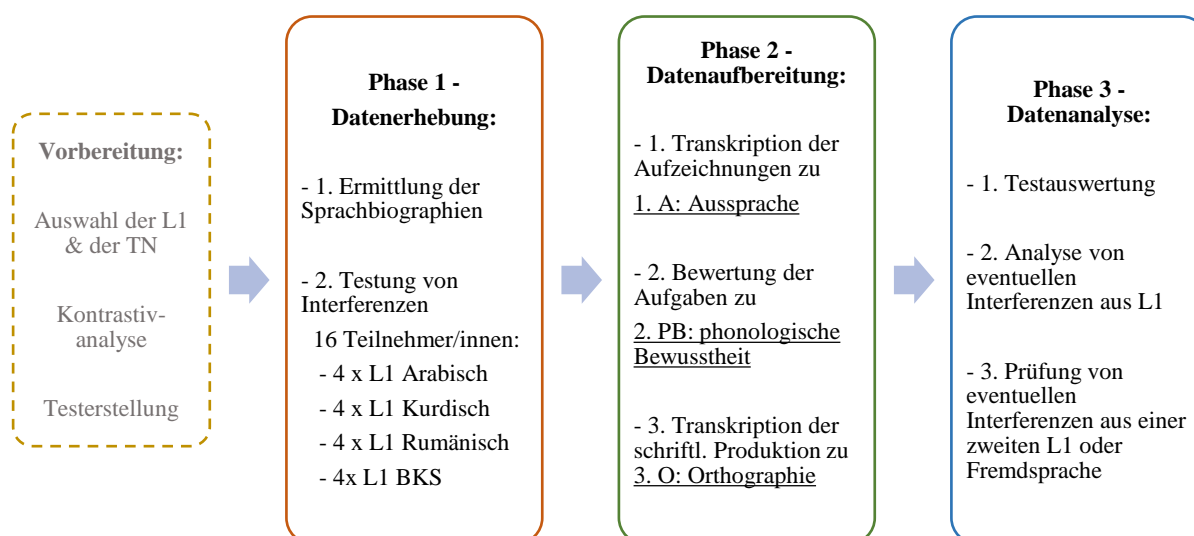 Vorbereitung:
Auswahl der L1
& der TN
Kontrastiv-
analyse
Testerstellung
Phase 1 -
Datenerhebung:
- 1. Ermittlung der
Sprachbiographien
- 2. Testung von
Interferenzen
16 Teilnehmer/innen:
- 4 x L1 Arabisch
- 4 x L1 Kurdisch
- 4 x L1 Rumänisch
- 4x L1 BKS
Phase 2 -
Datenaufbereitung:
- 1. Transkription der
Aufzeichnungen zu
1. A: Aussprache
- 2. Bewertung der
Aufgaben zu
2. PB: phonologische
Bewusstheit
- 3. Transkription der
schriftl. Produktion zu
3. O: Orthographie
Phase 3 -
Datenanalyse:
- 1. Testauswertung
- 2. Analyse von
eventuellen
Interferenzen aus L1
- 3. Prüfung von
eventuellen
Interferenzen aus einer
zweiten L1 oder
Fremdsprache